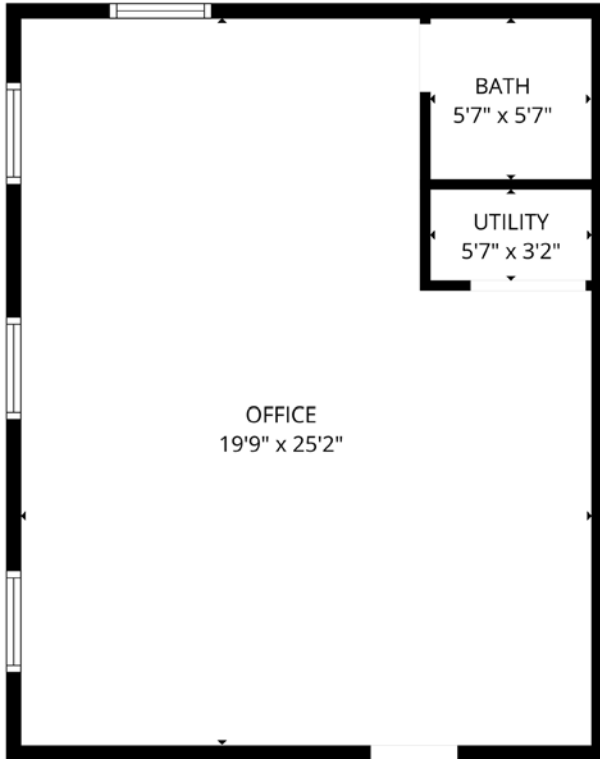 BATH
5'7" x 5'7"
UTILITY
5'7" x 3'2"
OFFICE
19'9" x 25'2"